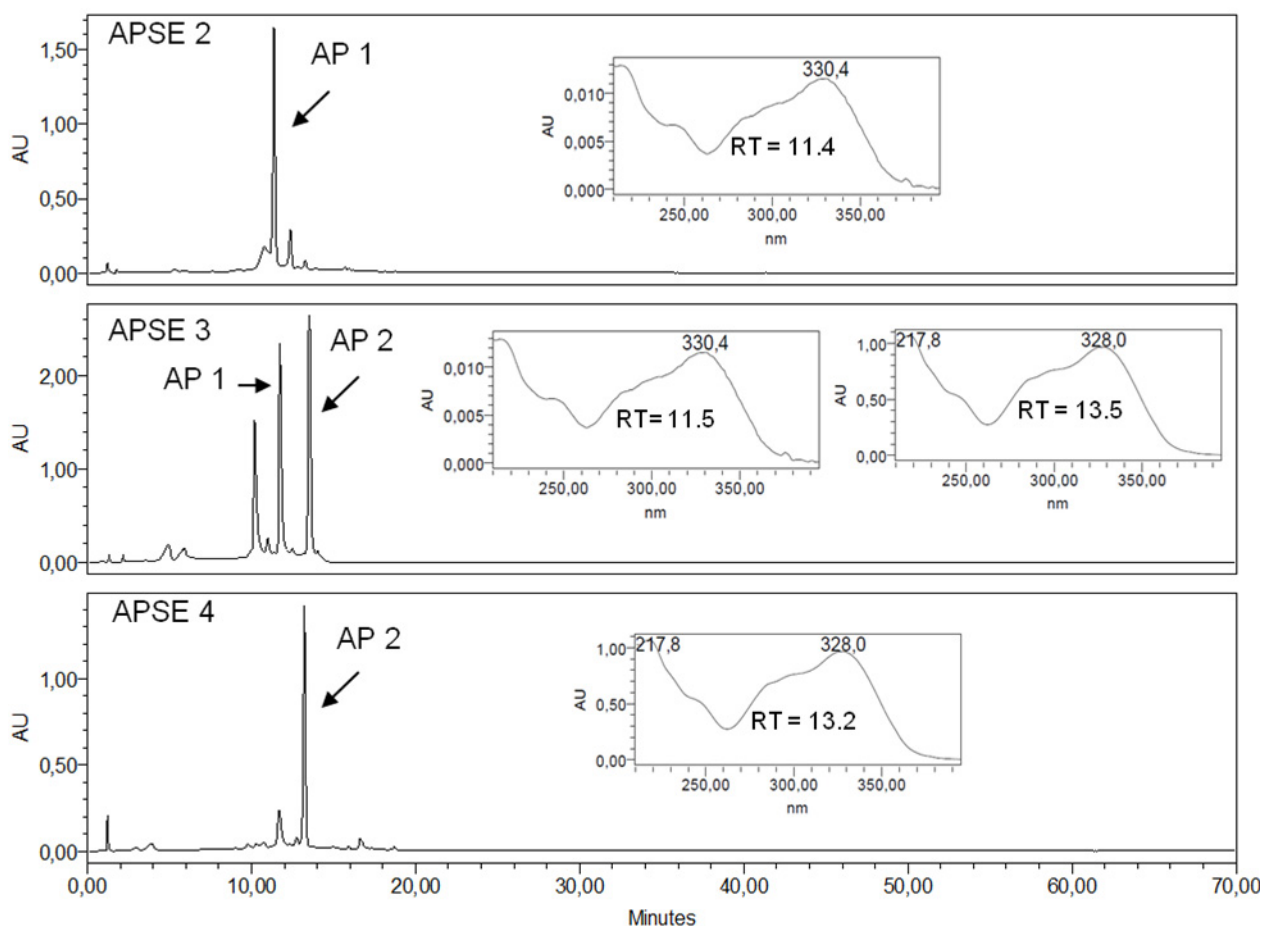 APSE 2
AP 1
AU
1,50
1,00
0,50
0,00
330,4
AU
0,010
0,005
0,000
RT = 11.4
250,00 300,00 350,00
nm
APSE 3
AP 1
AP 2
AU
2,00
1,00
0,00
330,4
AU
0,010
0,005
0,000
RT= 11.5
250,00 300,00 350,00
nm
217,8 328,0
AU
1,00
0,50
0,00
RT = 13.5
250,00 300,00 350,00
nm
APSE 4
AP 2
AU
1,00
0,50
0,00
217,8 328,0
AU
1,00
0,50
0,00
RT = 13.2
250,00 300,00 350,00
nm
0,00 10,00 20,00 30,00 40,00 50,00 60,00 70,00
Minutes